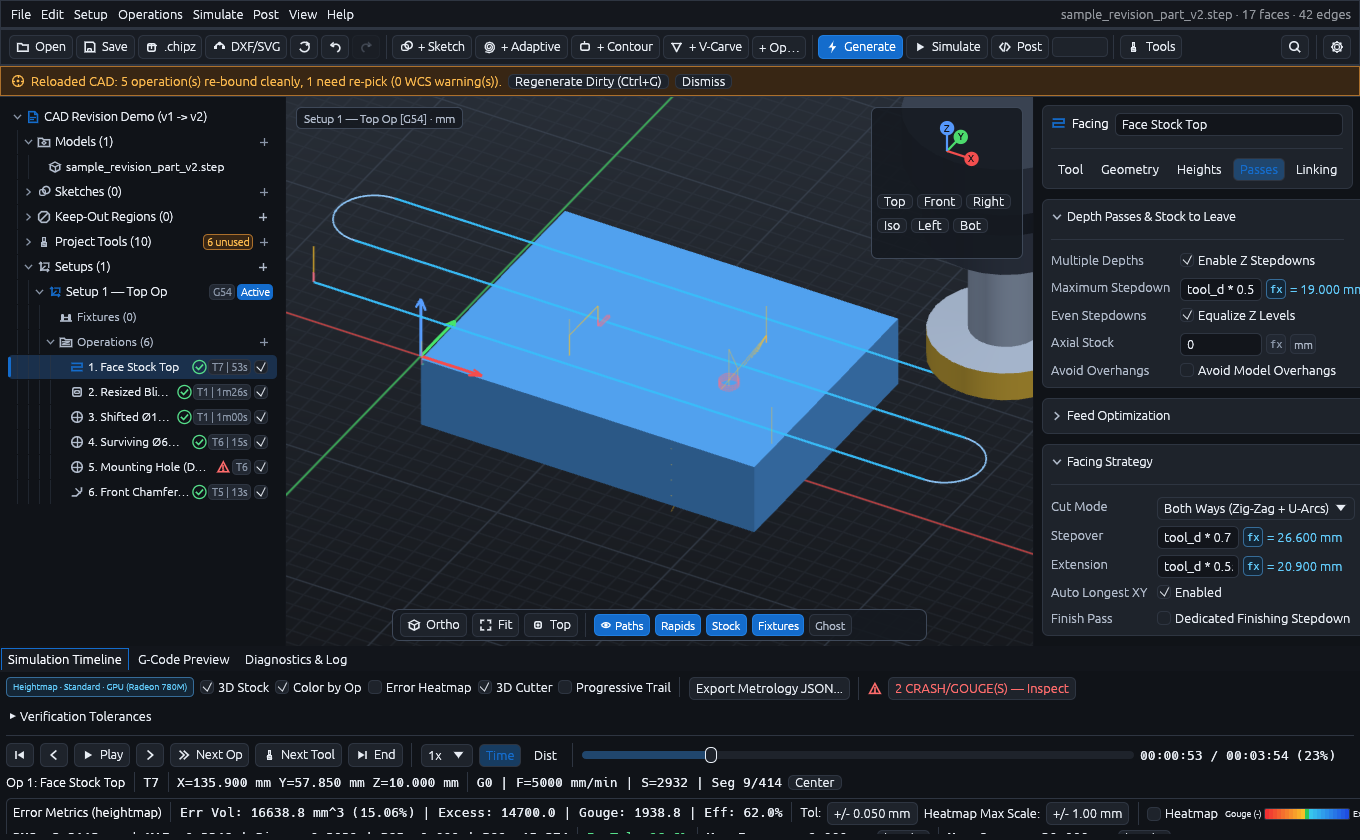 File Edit Setup Operations Simulate Post View Help sample_revision_part_v2.step · 17 faces · 42 edges
Open Save .chipz DXF/SVG + Sketch + Adaptive + Contour + V-Carve + Op... Generate Simulate Post Tools
Reloaded CAD: 5 operation(s) re-bound cleanly, 1 need re-pick (0 WCS warning(s)). Regenerate Dirty (Ctrl+G) Dismiss
CAD Revision Demo (v1 -> v2)
Models (1) +
sample_revision_part_v2.step
Sketches (0) +
Keep-Out Regions (0) +
Project Tools (10) 6 unused +
Setups (1) +
Setup 1 — Top Op G54 Active
Fixtures (0)
Operations (6) +
1. Face Stock Top T7 | 53s
2. Resized Bli... T1 | 1m26s
3. Shifted Ø1... T1 | 1m00s
4. Surviving Ø6... T6 | 15s
5. Mounting Hole (D... T6
6. Front Chamfer... T5 | 13s
Setup 1 — Top Op [G54] · mm
Z Y X
Top Front Right
Iso Left Bot
Ortho Fit Top Paths Rapids Stock Fixtures Ghost
Facing Face Stock Top
Tool Geometry Heights Passes Linking
Depth Passes & Stock to Leave
Multiple Depths Enable Z Stepdowns
Maximum Stepdown tool_d * 0.5 fx = 19.000 mm
Even Stepdowns Equalize Z Levels
Axial Stock 0 fx mm
Avoid Overhangs Avoid Model Overhangs
Feed Optimization
Facing Strategy
Cut Mode Both Ways (Zig-Zag + U-Arcs)
Stepover tool_d * 0.7 fx = 26.600 mm
Extension tool_d * 0.5. fx = 20.900 mm
Auto Longest XY Enabled
Finish Pass Dedicated Finishing Stepdown
Simulation Timeline G-Code Preview Diagnostics & Log
Heightmap · Standard · GPU (Radeon 780M) 3D Stock Color by Op Error Heatmap 3D Cutter Progressive Trail Export Metrology JSON... 2 CRASH/GOUGE(S) — Inspect
Verification Tolerances
Play Next Op Next Tool End 1x Time Dist 00:00:53 / 00:03:54 (23%)
Op 1: Face Stock Top T7 X=135.900 mm Y=57.850 mm Z=10.000 mm G0 | F=5000 mm/min | S=2932 | Seg 9/414 Center
Error Metrics (heightmap) Err Vol: 16638.8 mm^3 (15.06%) | Excess: 14700.0 | Gouge: 1938.8 | Eff: 62.0% Tol: +/- 0.050 mm Heatmap Max Scale: +/- 1.00 mm Heatmap Gouge (-)